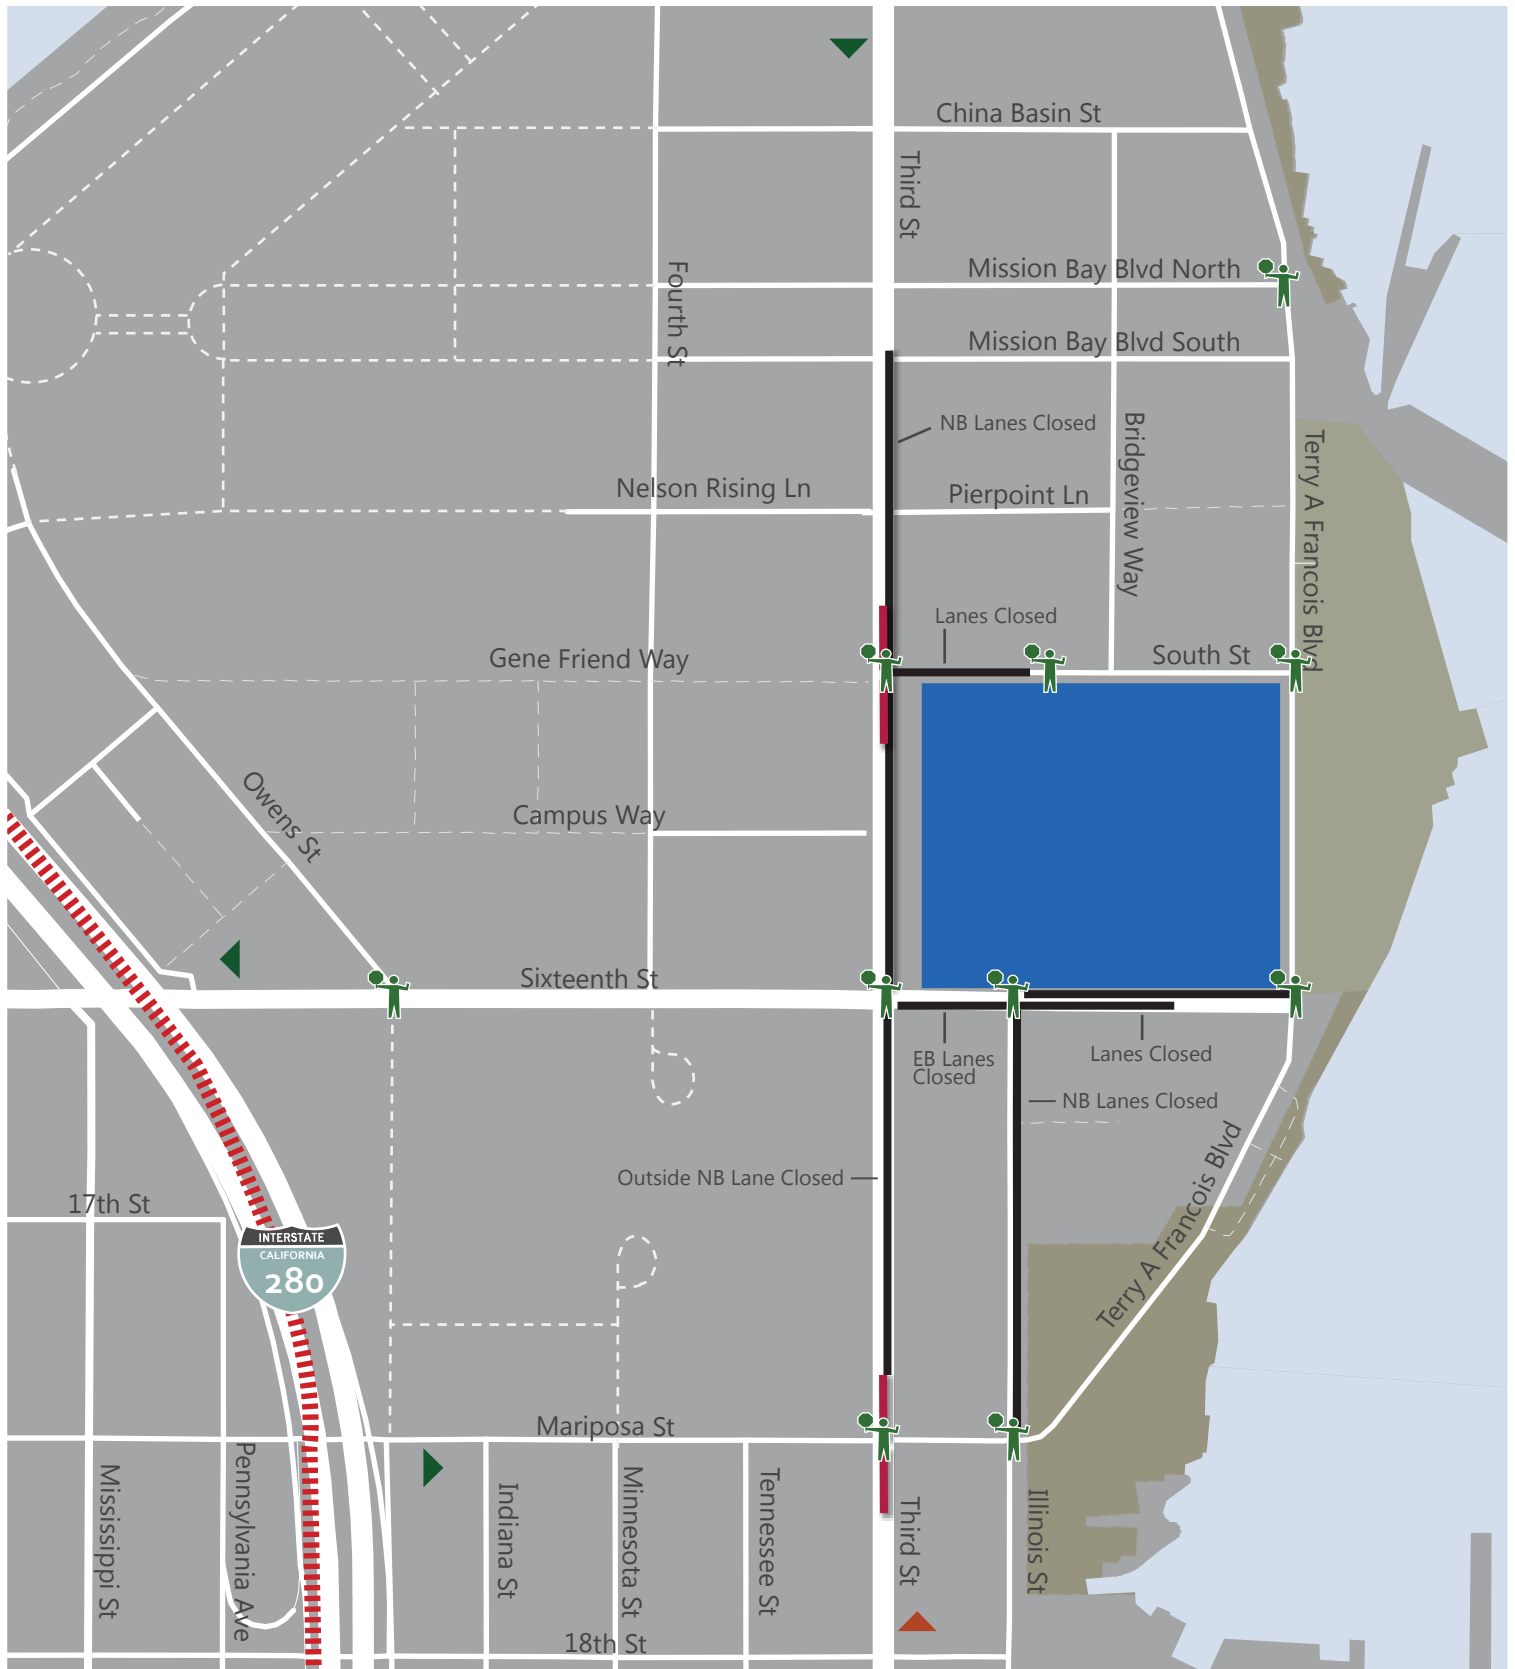 China Basin St
Third St
Mission Bay Blvd North
Fourth St
Mission Bay Blvd South
NB Lanes Closed
Bridgeview Way
Terry A Francois Blvd
Nelson Rising Ln
Pierpoint Ln
Lanes Closed
Gene Friend Way
South St
Owens St
Campus Way
Sixteenth St
EB Lanes
Closed
Lanes Closed
NB Lanes Closed
Terry A Francois Blvd
Outside NB Lane Closed
17th St
INTERSTATE
CALIFORNIA
280
Mariposa St
Mississippi St
Pennsylvania Ave
Indiana St
Minnesota St
Tennessee St
Third St
Illinois St
18th St